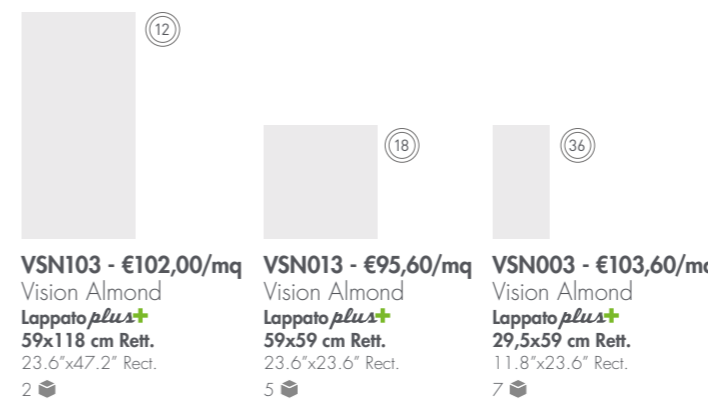 12
18
36
VSN103 - €102,00/mq
Vision Almond
Lappato plus+
59x118 cm Rett.
23.6”x47.2” Rect.
2
VSN013 - €95,60/mq
Vision Almond
Lappato plus+
59x59 cm Rett.
23.6”x23.6” Rect.
5
VSN003 - €103,60/mq
Vision Almond
Lappato plus+
29,5x59 cm Rett.
11.8”x23.6” Rect.
7